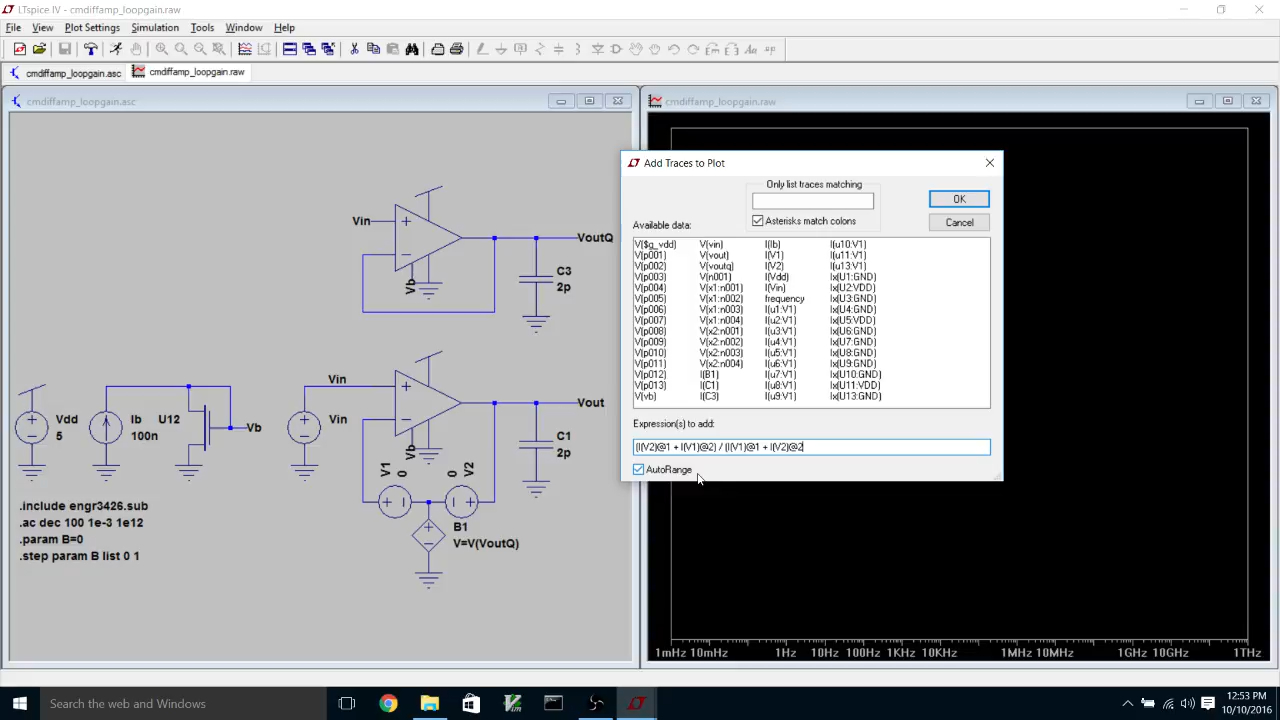 LTspice IV - cmdiffamp_loopgain.raw
File View Plot Settings Simulation Tools Window Help
cmdiffamp_loopgain.asc cmdiffamp_loopgain.raw
cmdiffamp_loopgain.asc
Vin
VoutQ
Vb
C3
2p
Vin
Vout
Vb
C1
2p
Vdd
5
Ib
100n
U12
Vb
Vin
V1
0
0
V2
B1
V=V(VoutQ)
.include engr3426.sub
.ac dec 100 1e-3 1e12
.param B=0
.step param B list 0 1
cmdiffamp_loopgain.raw
Add Traces to Plot
Only list traces matching
OK
Asterisks match colons
Cancel
Available data:
V($g_vdd) V(vin) I(Ib) I(u10:V1)
V(p001) V(vout) I(V1) I(u11:V1)
V(p002) V(voutq) I(V2) I(u13:V1)
V(p003) V(n001) I(Vdd) Ix(U1:GND)
V(p004) V(x1:n001) I(Vin) Ix(U2:VDD)
V(p005) V(x1:n002) frequency Ix(U3:GND)
V(p006) V(x1:n003) I(u1:V1) Ix(U4:GND)
V(p007) V(x1:n004) I(u2:V1) Ix(U5:VDD)
V(p008) V(x2:n001) I(u3:V1) Ix(U6:GND)
V(p009) V(x2:n002) I(u4:V1) Ix(U7:GND)
V(p010) V(x2:n003) I(u5:V1) Ix(U8:GND)
V(p011) V(x2:n004) I(u6:V1) Ix(U9:GND)
V(p012) I(B1) I(u7:V1) Ix(U10:GND)
V(p013) I(C1) I(u8:V1) Ix(U11:VDD)
V(vb) I(C3) I(u9:V1) Ix(U13:GND)
Expression(s) to add:
(I(V2)@1 + I(V1)@2) / (I(V1)@1 + I(V2)@2
AutoRange
1mHz 10mHz 1Hz 10Hz 100Hz 1KHz 10KHz 1MHz 10MHz 1GHz 10GHz 1THz
Search the web and Windows
12:53 PM
10/10/2016